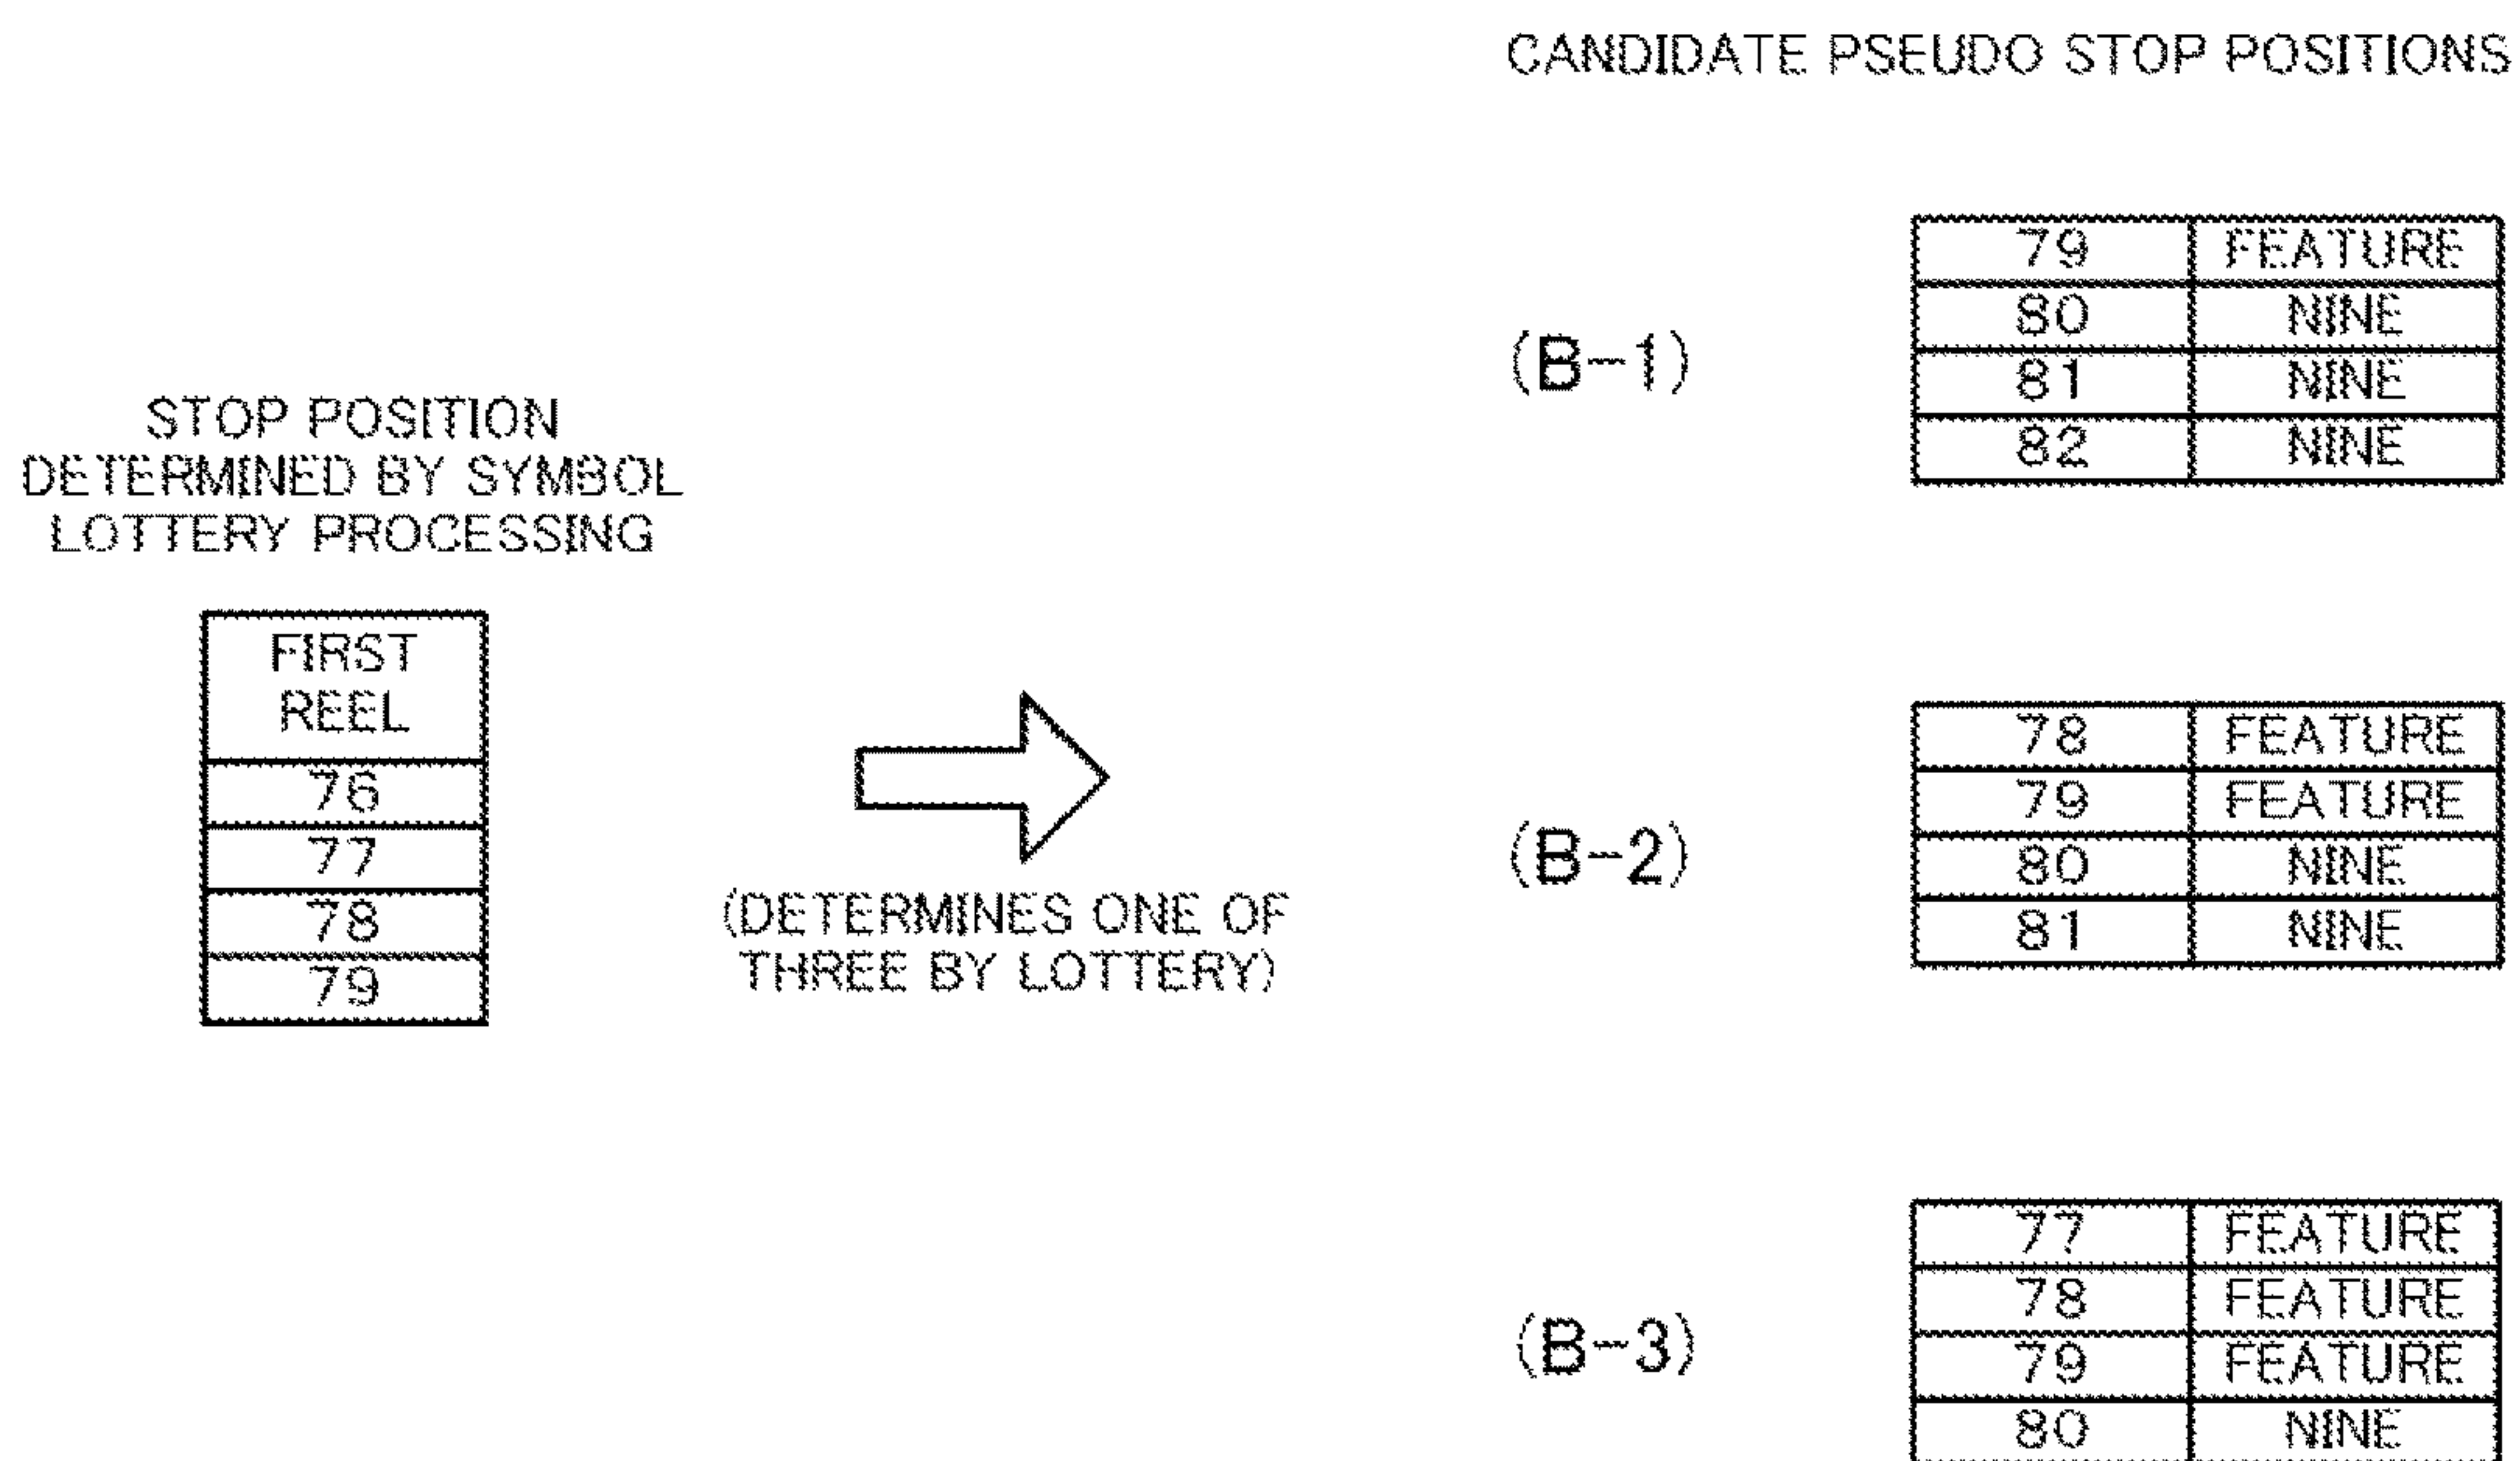 CANDIDATE PSEUDO STOP POSITIONS
STOP POSITION
DETERMINED BY SYMBOL
LOTTERY PROCESSING
FIRST
REEL
76
77
78
79
(DETERMINES ONE OF
THREE BY LOTTERY)
(B-1)
79 FEATURE
80 NINE
81 NINE
82 NINE
(B-2)
78 FEATURE
79 FEATURE
80 NINE
81 NINE
(B-3)
77 FEATURE
78 FEATURE
79 FEATURE
80 NINE